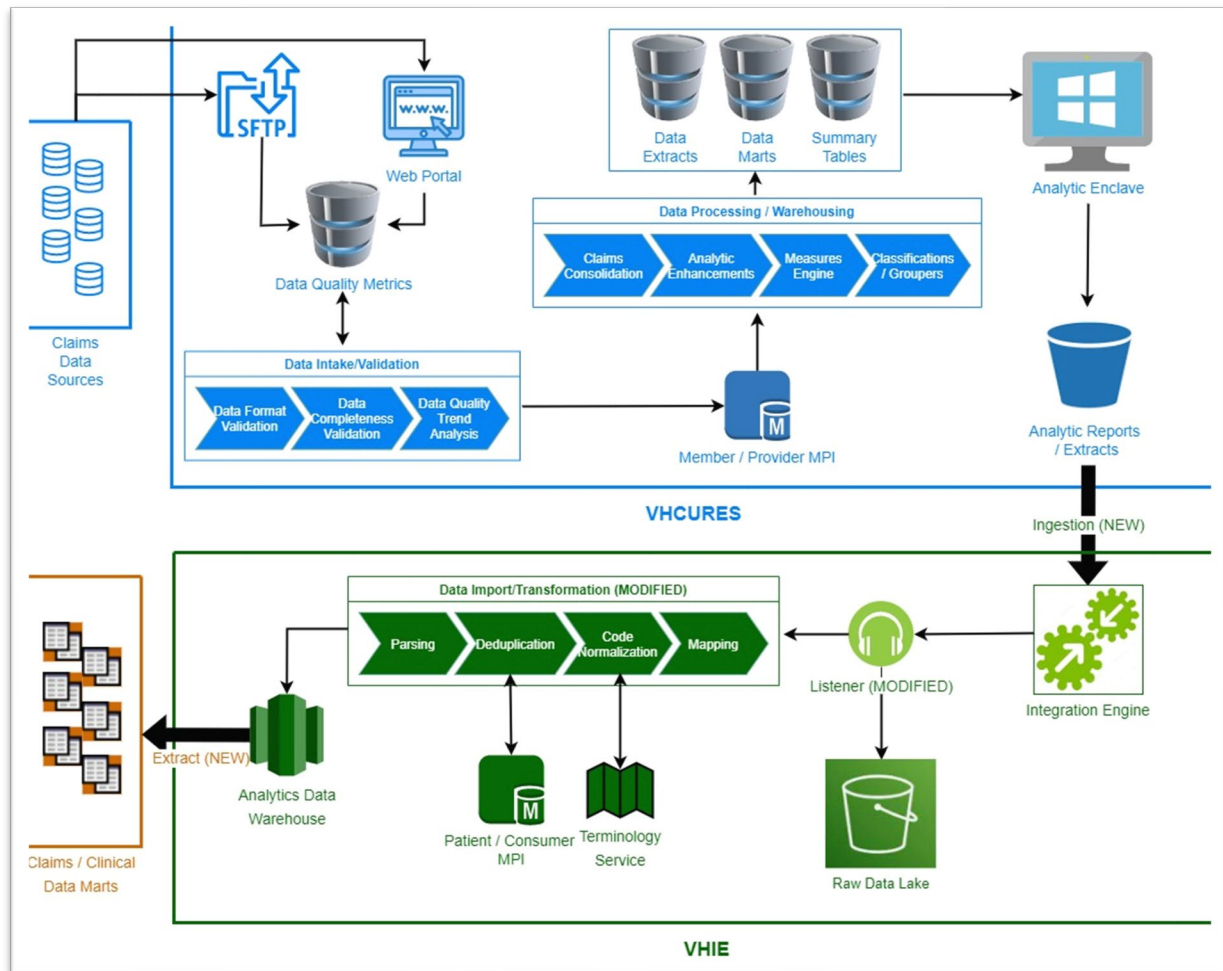 SFTP
W.W.W.
Web Portal
Data
Extracts
Data
Marts
Summary
Tables
Analytic Enclave
Claims
Data
Sources
Data Quality Metrics
Data Processing / Warehousing
Claims
Consolidation
Analytic
Enhancements
Measures
Engine
Classifications
/ Groupers
Data Intake/Validation
Data Format
Validation
Data
Completeness
Validation
Data Quality
Trend
Analysis
M
Member / Provider MPI
Analytic Reports
/ Extracts
VHCURES
Ingestion (NEW)
Data Import/Transformation (MODIFIED)
Parsing
Deduplication
Code
Normalization
Mapping
Listener (MODIFIED)
Integration Engine
Extract (NEW)
Analytics Data
Warehouse
M
Patient / Consumer
MPI
Terminology
Service
Raw Data Lake
Claims / Clinical
Data Marts
VHIE